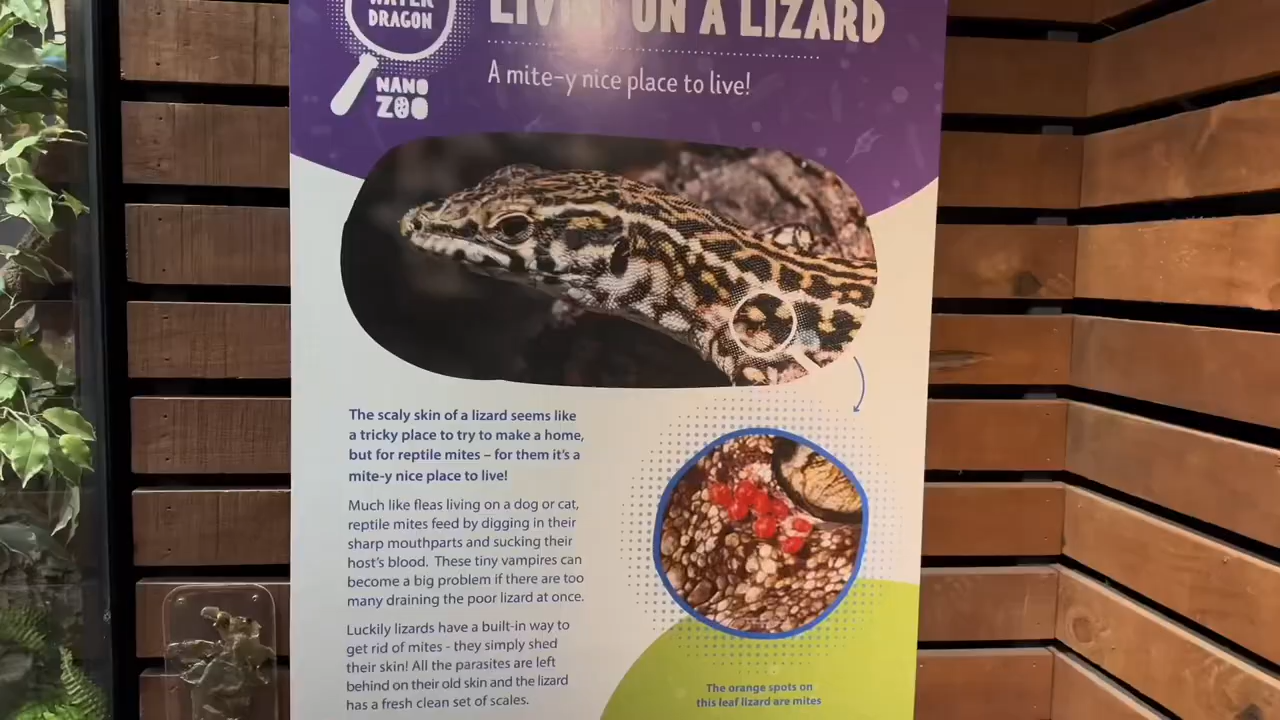 WATER
DRAGON
NANO
ZOO
LIVIN' ON A LIZARD
A mite-y nice place to live!
The scaly skin of a lizard seems like
a tricky place to try to make a home,
but for reptile mites – for them it's a
mite-y nice place to live!
Much like fleas living on a dog or cat,
reptile mites feed by digging in their
sharp mouthparts and sucking their
host's blood. These tiny vampires can
become a big problem if there are too
many draining the poor lizard at once.
Luckily lizards have a built-in way to
get rid of mites - they simply shed
their skin! All the parasites are left
behind on their old skin and the lizard
has a fresh clean set of scales.
The orange spots on
this leaf lizard are mites